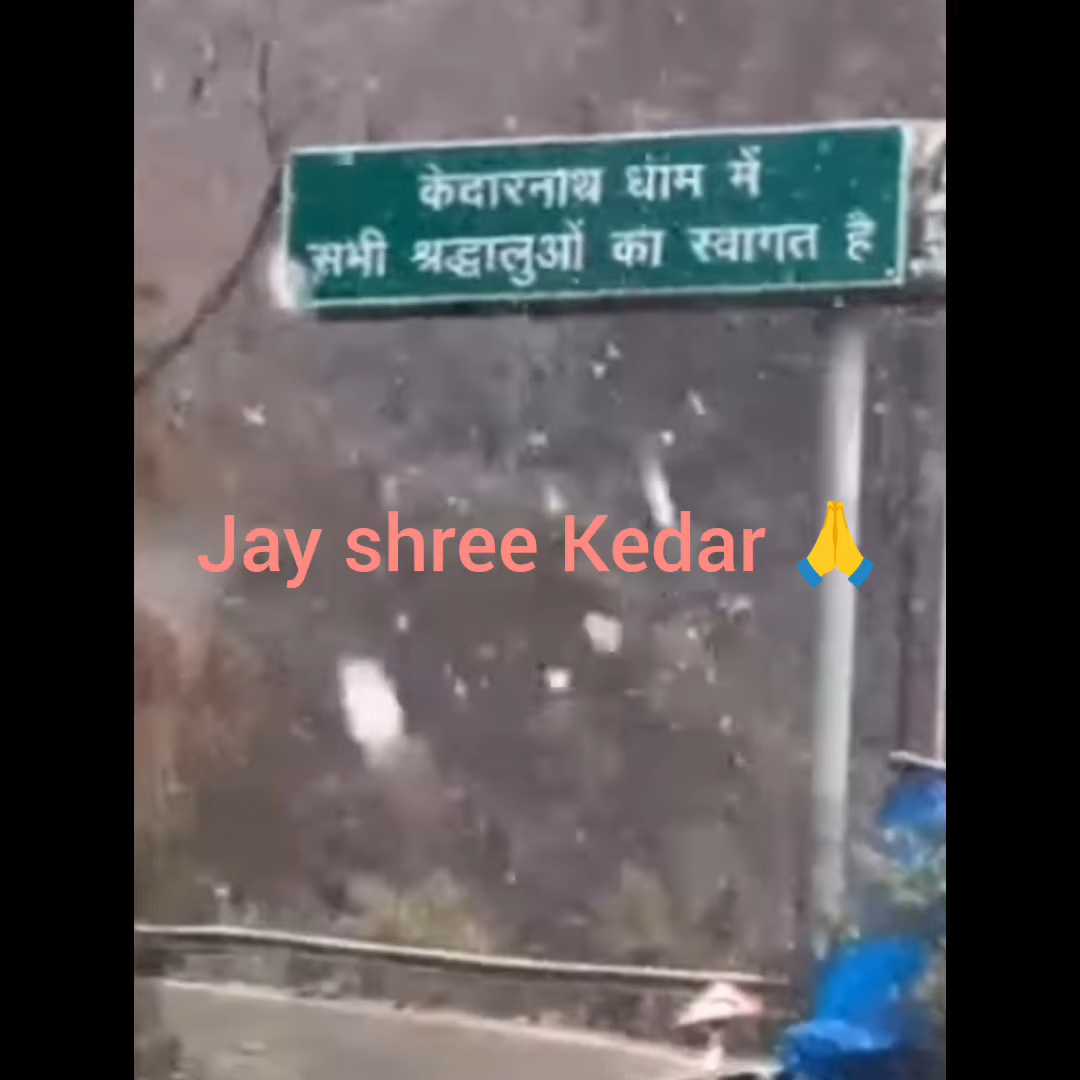 केदारनाथ धाम में
सभी श्रद्धालुओं का स्वागत है
Jay shree Kedar 🙏